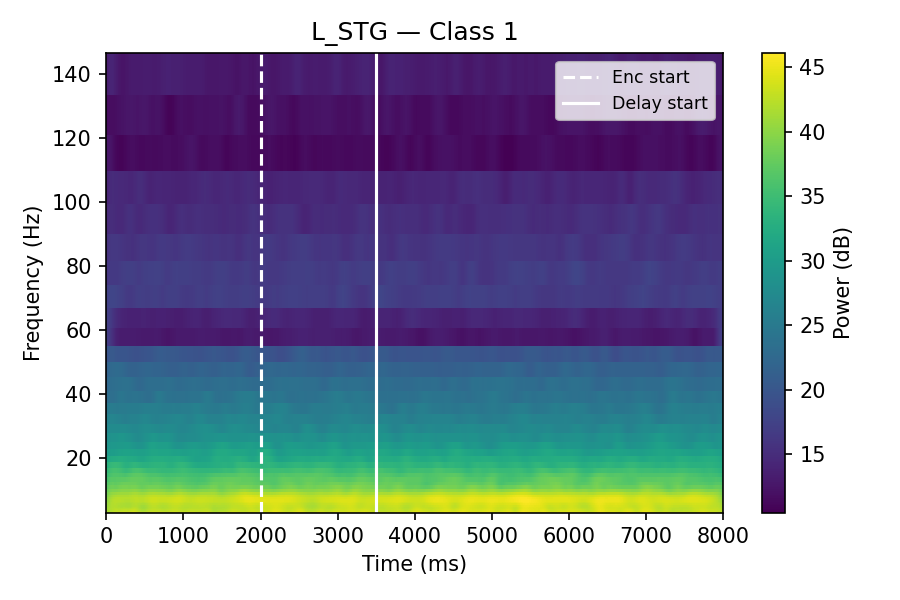 L_STG — Class 1
Enc start
Delay start
Frequency (Hz)
140
120
100
80
60
40
20
0 1000 2000 3000 4000 5000 6000 7000 8000
Time (ms)
45
40
35
30
25
20
15
Power (dB)